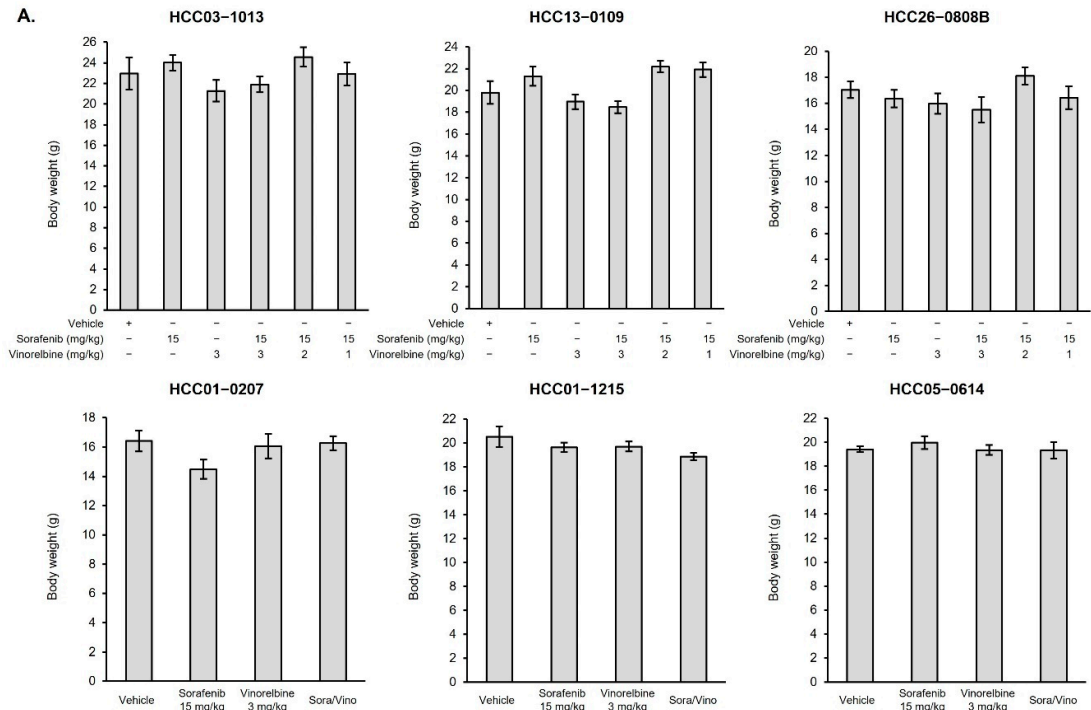 A.
HCC03−1013
Body weight (g)
26
24
22
20
18
16
14
12
10
8
6
4
2
0
Vehicle + − − − − −
Sorafenib (mg/kg) − 15 − 15 15 15
Vinorelbine (mg/kg) − − 3 3 2 1
HCC13−0109
Body weight (g)
24
22
20
18
16
14
12
10
8
6
4
2
0
Vehicle + − − − − −
Sorafenib (mg/kg) − 15 − 15 15 15
Vinorelbine (mg/kg) − − 3 3 2 1
HCC26−0808B
Body weight (g)
20
18
16
14
12
10
8
6
4
2
0
Vehicle + − − − − −
Sorafenib (mg/kg) − 15 − 15 15 15
Vinorelbine (mg/kg) − − 3 3 2 1
HCC01−0207
Body weight (g)
18
16
14
12
10
8
6
4
2
0
Vehicle Sorafenib Vinorelbine Sora/Vino
15 mg/kg 3 mg/kg
HCC01−1215
Body weight (g)
22
20
18
16
14
12
10
8
6
4
2
0
Vehicle Sorafenib Vinorelbine Sora/Vino
15 mg/kg 3 mg/kg
HCC05−0614
Body weight (g)
22
20
18
16
14
12
10
8
6
4
2
0
Vehicle Sorafenib Vinorelbine Sora/Vino
15 mg/kg 3 mg/kg